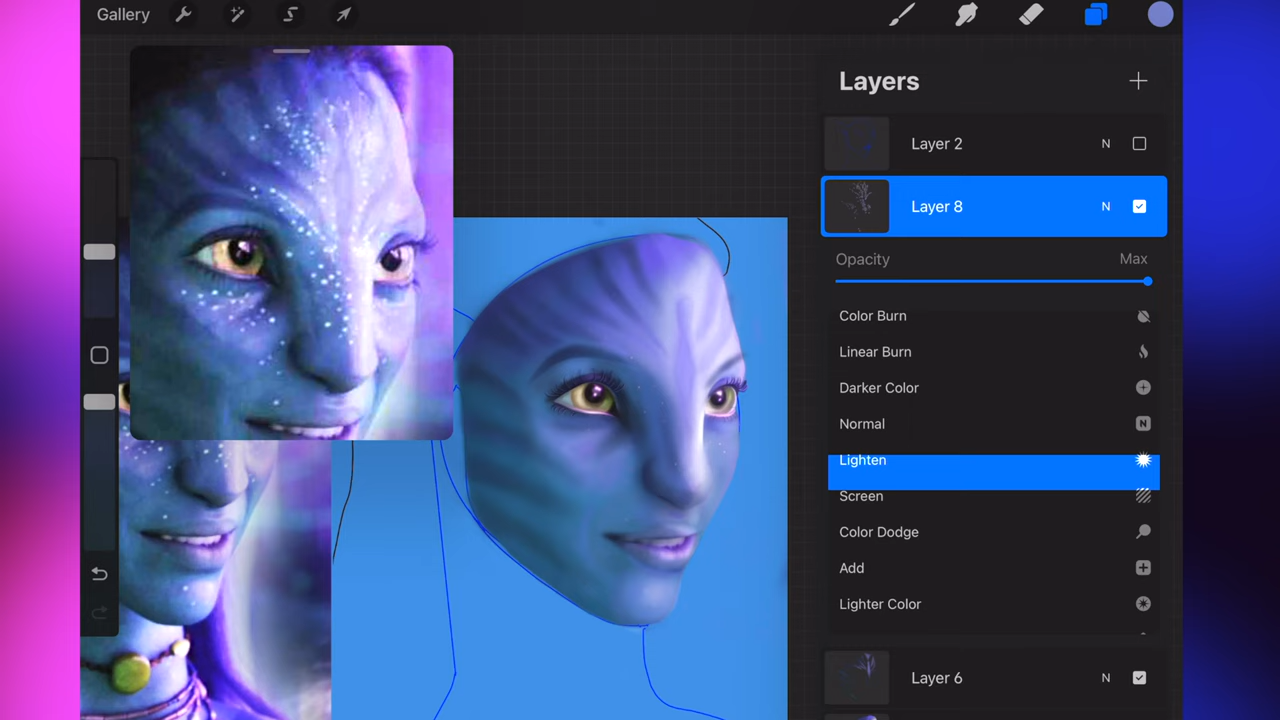 Gallery
Layers
Layer 2 N
Layer 8 N
Opacity Max
Color Burn
Linear Burn
Darker Color
Normal N
Lighten
Screen
Color Dodge
Add
Lighter Color
Layer 6 N